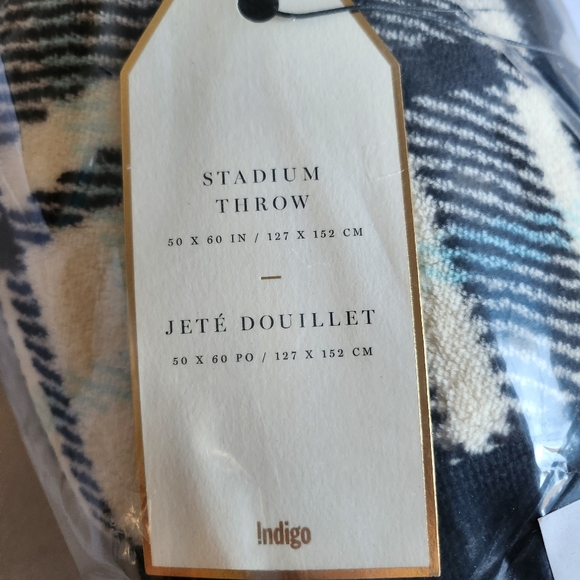 STADIUM
THROW
50 X 60 IN / 127 X 152 CM
JETÉ DOUILLET
50 X 60 PO / 127 X 152 CM
!ndigo